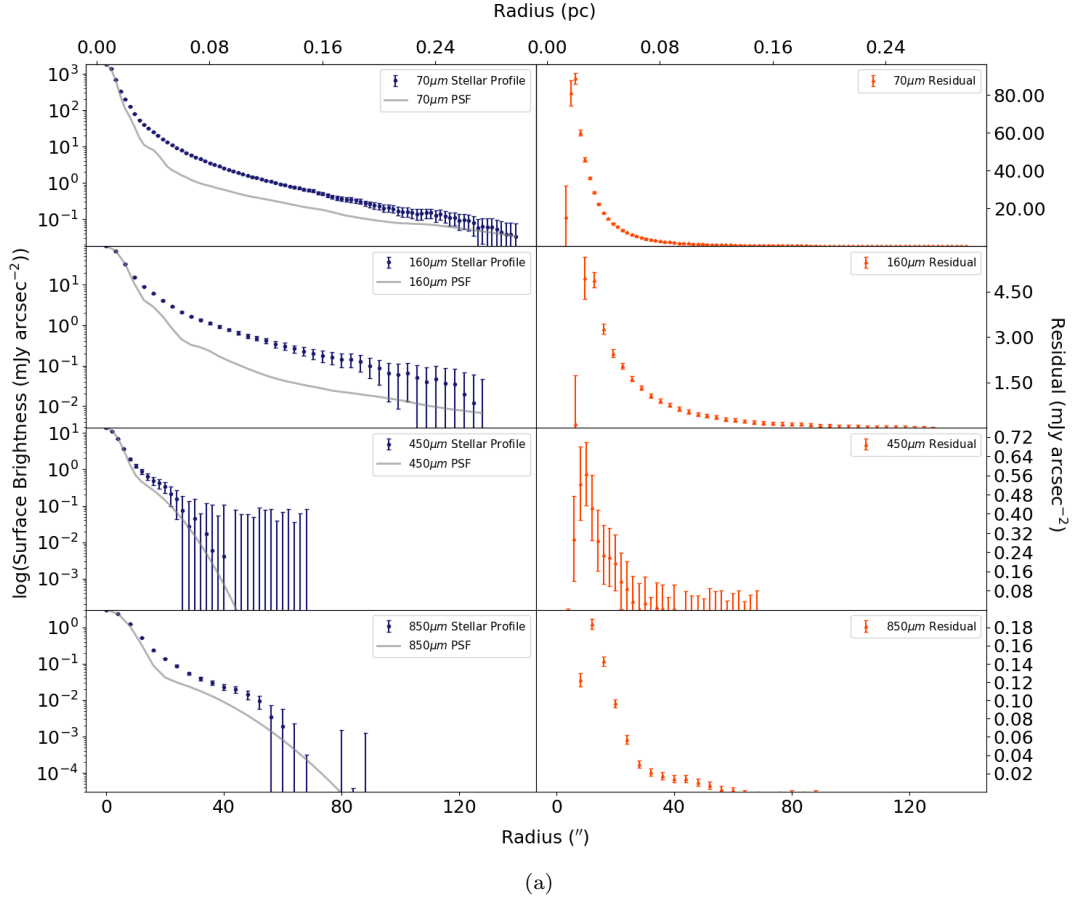 Radius (pc)
0.00 0.08 0.16 0.24 0.00 0.08 0.16 0.24
log(Surface Brightness (mJy arcsec⁻²))
10³
10²
10¹
10⁰
10⁻¹
70μm Stellar Profile
70μm PSF
70μm Residual
80.00
60.00
40.00
20.00
10¹
10⁰
10⁻¹
10⁻²
160μm Stellar Profile
160μm PSF
160μm Residual
4.50
3.00
1.50
Residual (mJy arcsec⁻²)
10¹
10⁰
10⁻¹
10⁻²
10⁻³
450μm Stellar Profile
450μm PSF
450μm Residual
0.72
0.64
0.56
0.48
0.40
0.32
0.24
0.16
0.08
10⁰
10⁻¹
10⁻²
10⁻³
10⁻⁴
850μm Stellar Profile
850μm PSF
850μm Residual
0.18
0.16
0.14
0.12
0.10
0.08
0.06
0.04
0.02
0 40 80 120 0 40 80 120
Radius (″)
(a)